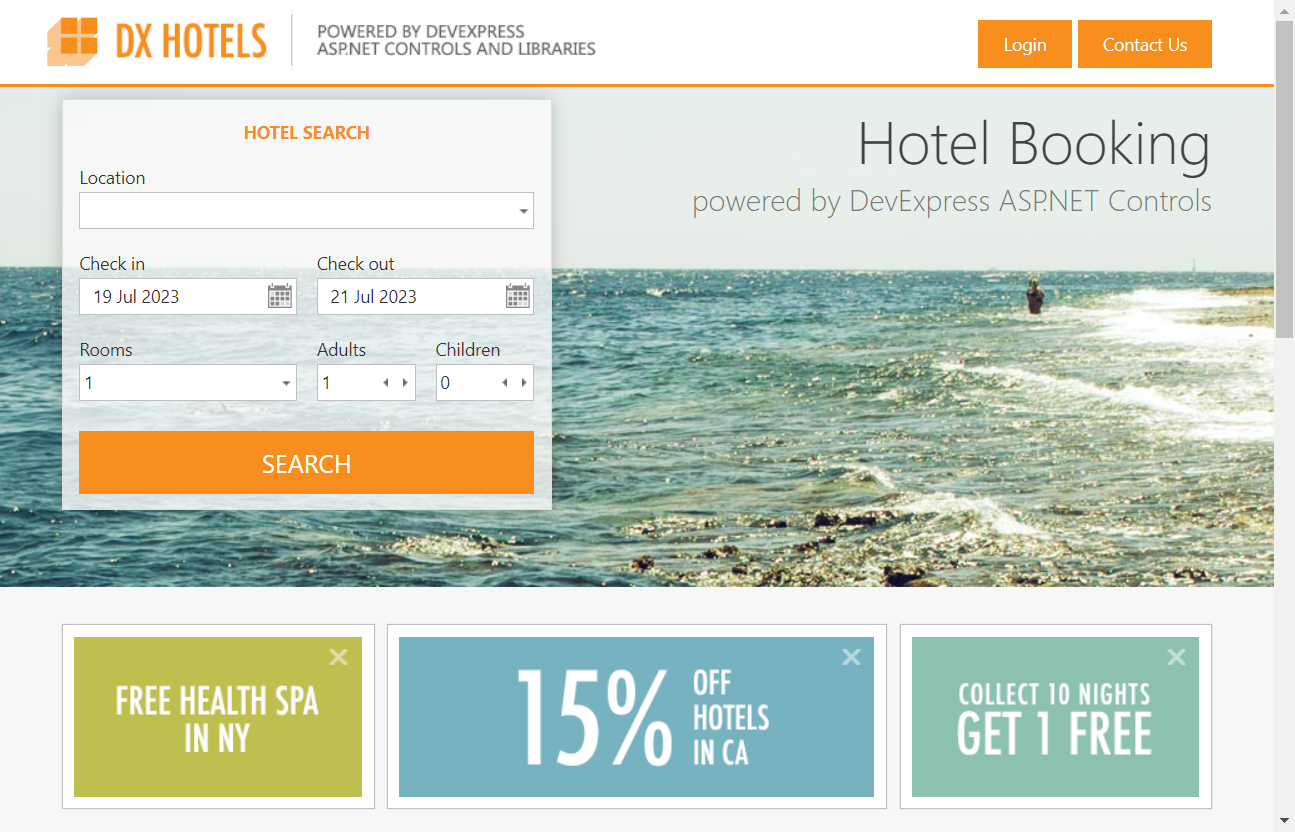 DX HOTELS
POWERED BY DEVEXPRESS
ASP.NET CONTROLS AND LIBRARIES
Login
Contact Us
HOTEL SEARCH
Hotel Booking
powered by DevExpress ASP.NET Controls
Location
Check in
Check out
19 Jul 2023
21 Jul 2023
Rooms
Adults
Children
1
1
0
SEARCH
FREE HEALTH SPA
IN NY
15%
OFF
HOTELS
IN CA
COLLECT 10 NIGHTS
GET 1 FREE